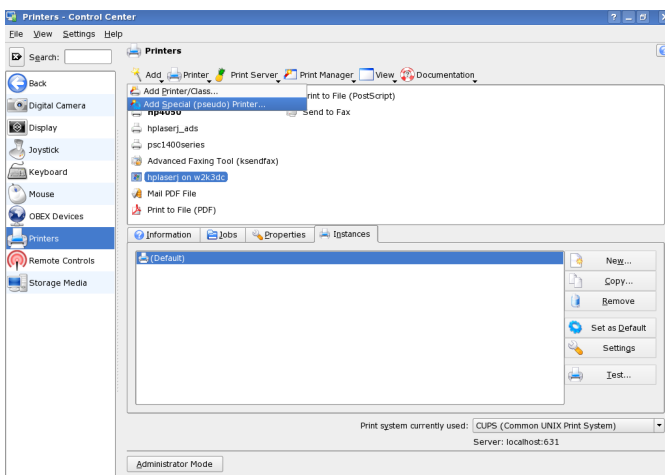 Printers - Control Center
File View Settings Help
Search:
Printers
Add Printer Print Server Print Manager View Documentation
Add Printer/Class...
Add Special (pseudo) Printer...
rint to File (PostScript)
hp4050
Send to Fax
hplaserj_ads
psc1400series
Advanced Faxing Tool (ksendfax)
hplaserj on w2k3dc
Mail PDF File
Print to File (PDF)
Back
Digital Camera
Display
Joystick
Keyboard
Mouse
OBEX Devices
Printers
Remote Controls
Storage Media
Information Jobs Properties Instances
(Default)
New...
Copy...
Remove
Set as Default
Settings
Test...
Print system currently used: CUPS (Common UNIX Print System)
Server: localhost:631
Administrator Mode